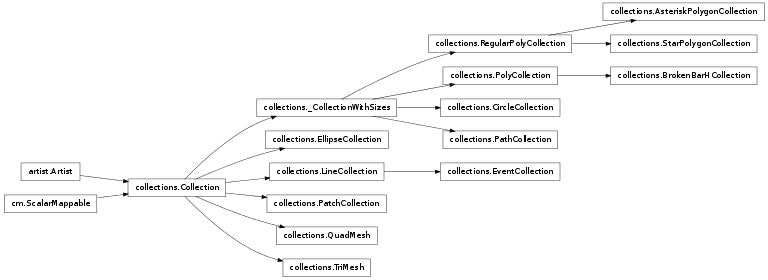 collections.AsteriskPolygonCollection
collections.RegularPolyCollection
collections.StarPolygonCollection
collections.PolyCollection
collections.BrokenBarHCollection
collections._CollectionWithSizes
collections.CircleCollection
collections.EllipseCollection
collections.PathCollection
artist.Artist
collections.LineCollection
collections.EventCollection
collections.Collection
cm.ScalarMappable
collections.PatchCollection
collections.QuadMesh
collections.TriMesh